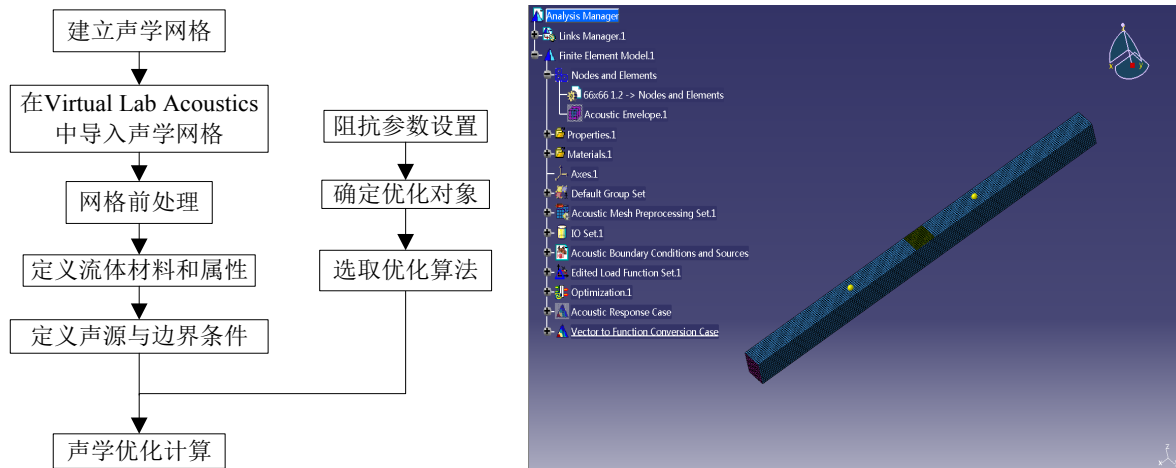 建立声学网格
在Virtual Lab Acoustics
中导入声学网格
网格前处理
定义流体材料和属性
定义声源与边界条件
声学优化计算
阻抗参数设置
确定优化对象
选取优化算法
Analysis Manager
Links Manager.1
Finite Element Model.1
Nodes and Elements
66x66 1.2 -> Nodes and Elements
Acoustic Envelope.1
Properties.1
Materials.1
Axes.1
Default Group Set
Acoustic Mesh Preprocessing Set.1
IO Set.1
Acoustic Boundary Conditions and Sources
Edited Load Function Set.1
Optimization.1
Acoustic Response Case
Vector to Function Conversion Case
z
x
y
z
x